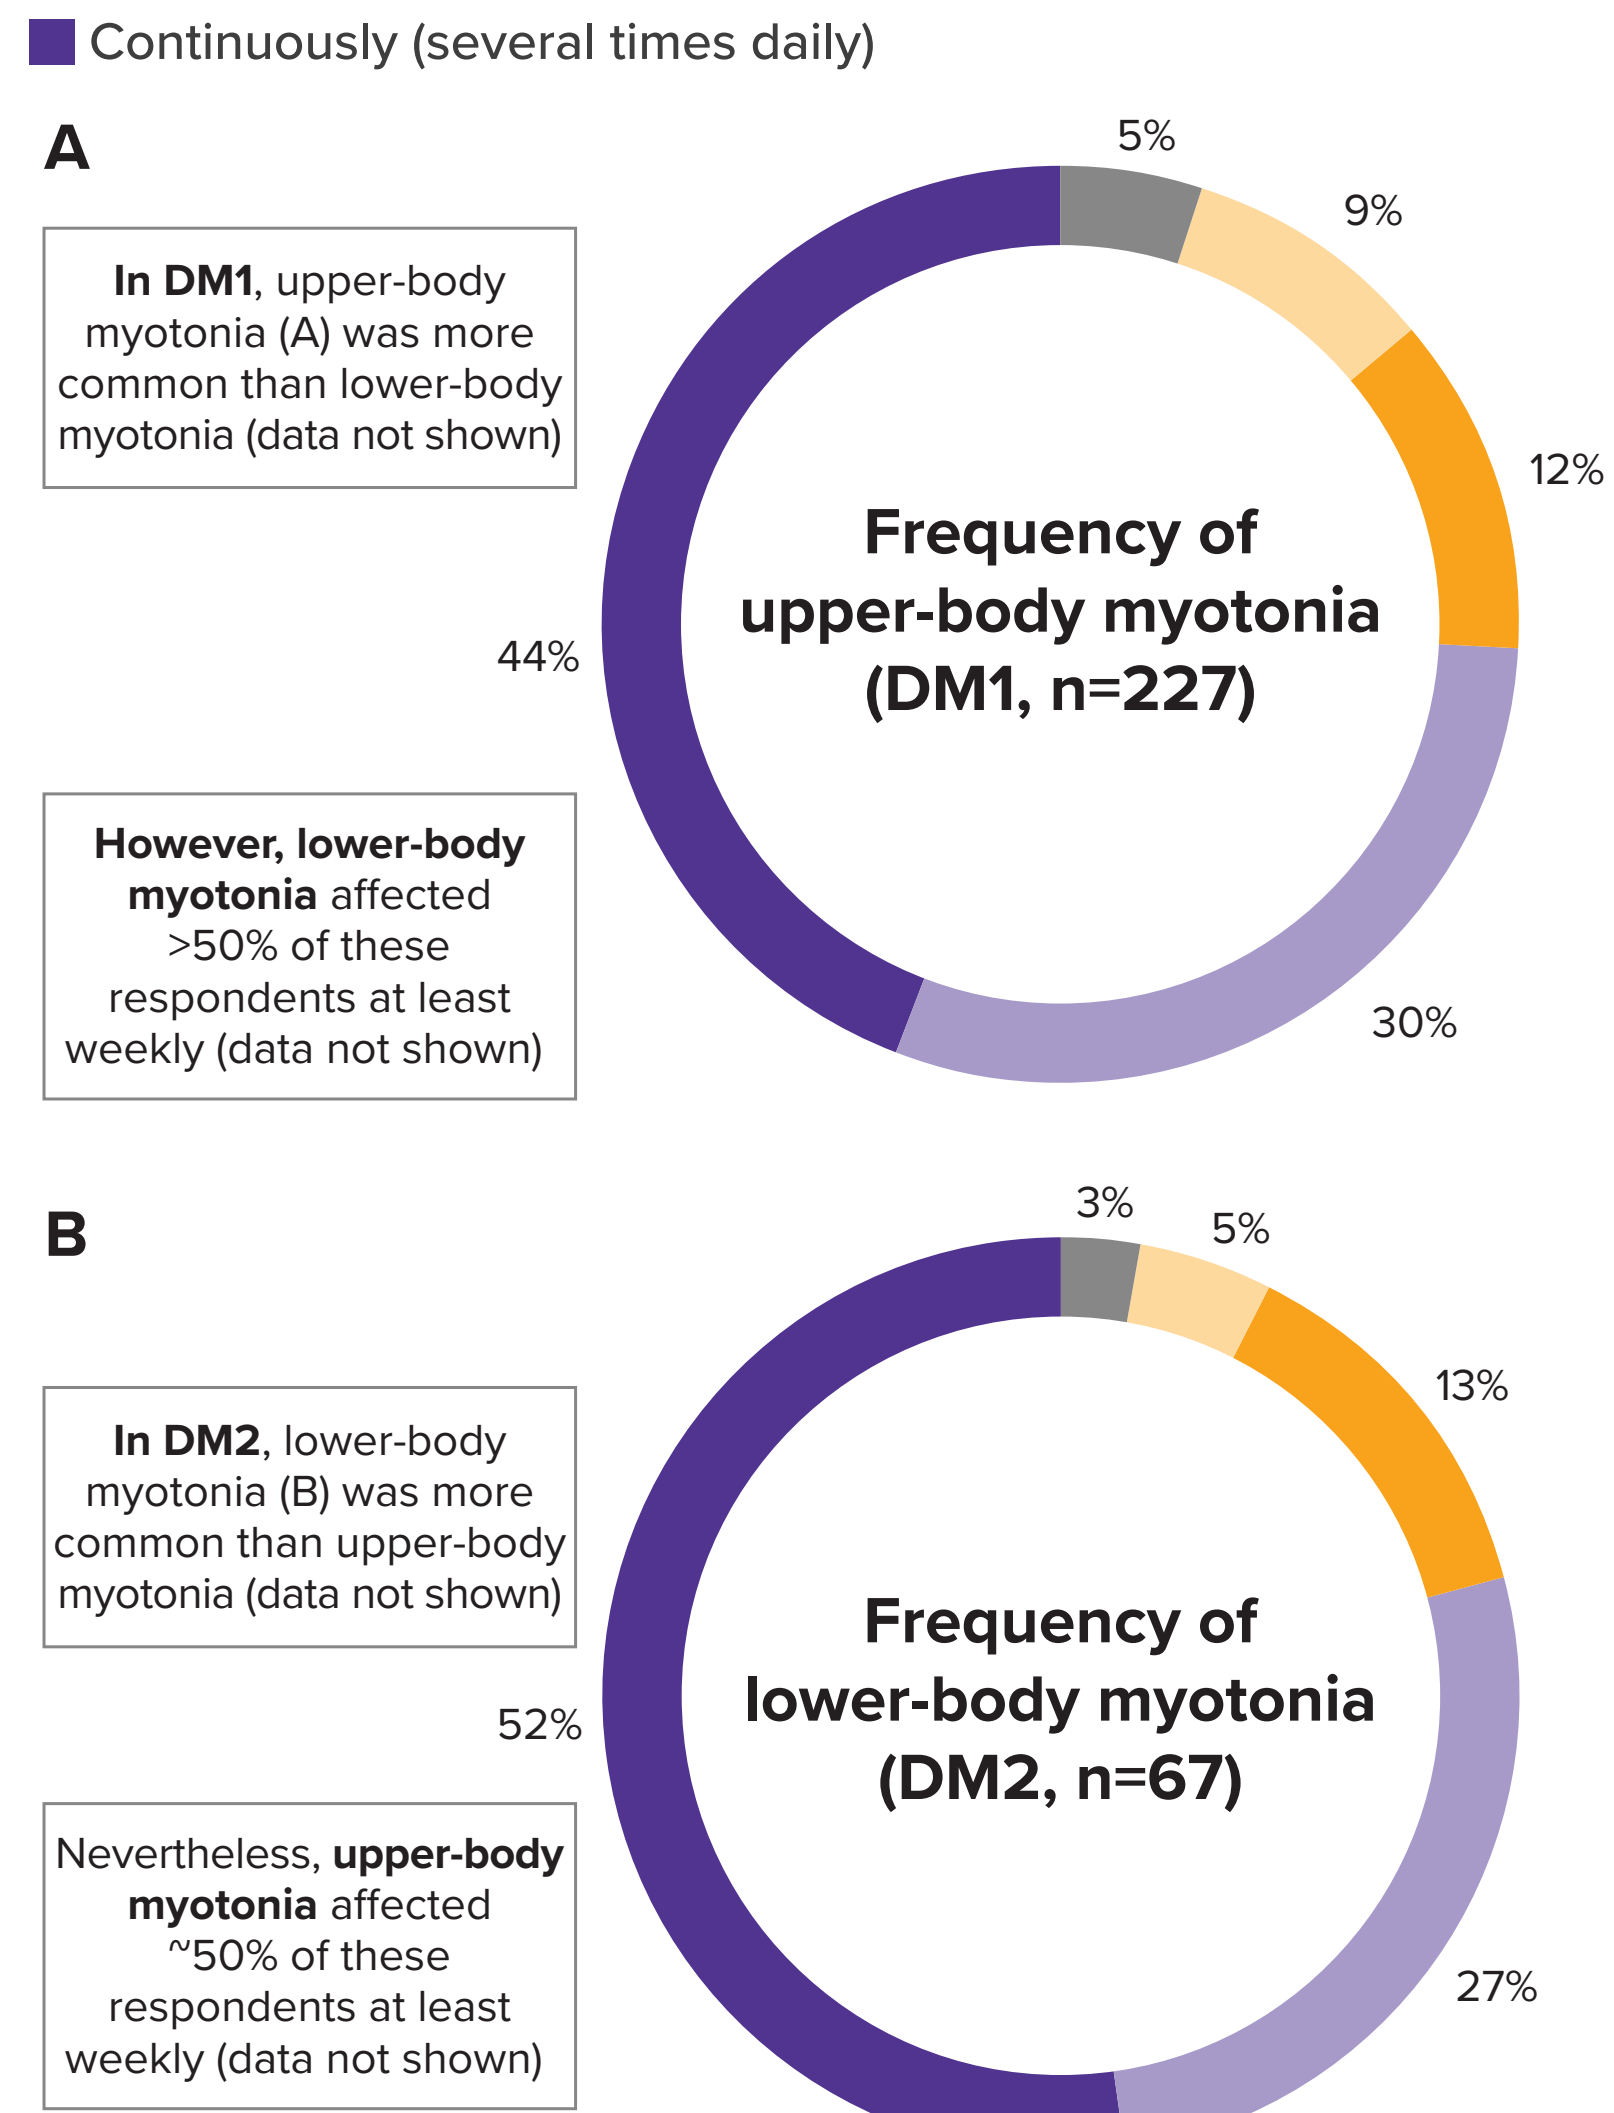 Continuously (several times daily)
A
In DM1, upper-body
myotonia (A) was more
common than lower-body
myotonia (data not shown)
5%
9%
12%
30%
44%
Frequency of
upper-body myotonia
(DM1, n=227)
However, lower-body
myotonia affected
>50% of these
respondents at least
weekly (data not shown)
B
In DM2, lower-body
myotonia (B) was more
common than upper-body
myotonia (data not shown)
3%
5%
13%
27%
52%
Frequency of
lower-body myotonia
(DM2, n=67)
Nevertheless, upper-body
myotonia affected
~50% of these
respondents at least
weekly (data not shown)